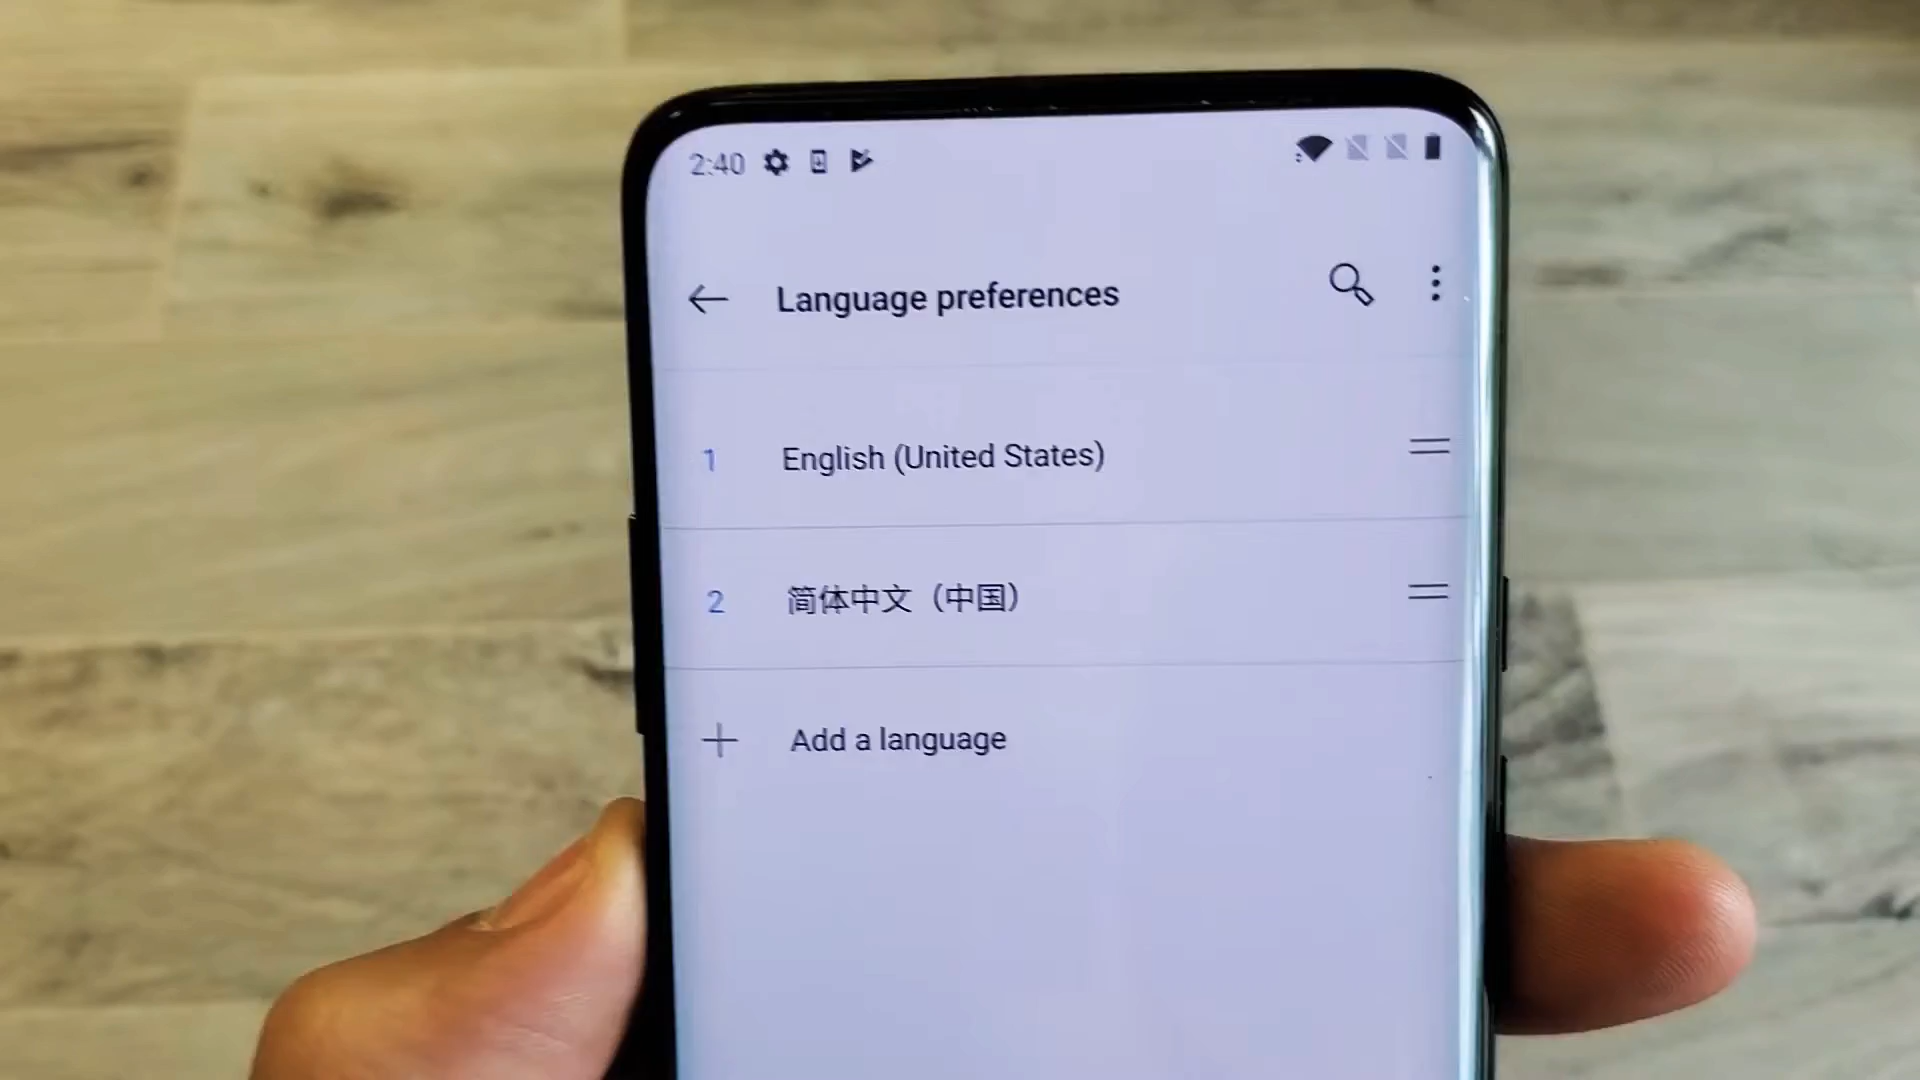 2:40
Language preferences
1 English (United States)
2 简体中文（中国）
Add a language